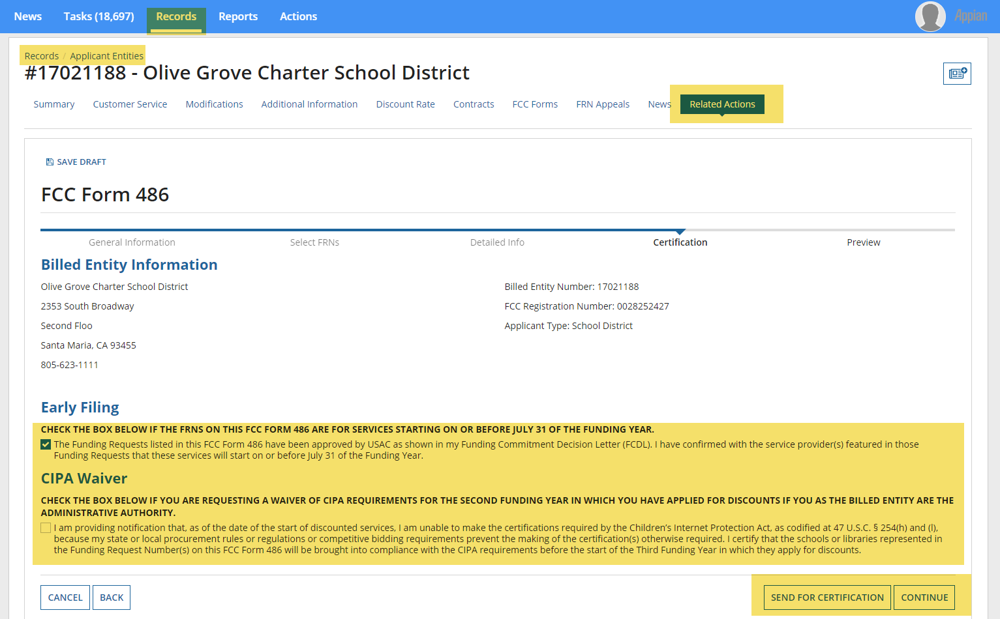 News Tasks (18,697) Records Reports Actions Appian
Records / Applicant Entities
#17021188 - Olive Grove Charter School District
Summary Customer Service Modifications Additional Information Discount Rate Contracts FCC Forms FRN Appeals News Related Actions
SAVE DRAFT
FCC Form 486
General Information Select FRNs Detailed Info Certification Preview
Billed Entity Information
Olive Grove Charter School District Billed Entity Number: 17021188
2353 South Broadway FCC Registration Number: 0028252427
Second Floo Applicant Type: School District
Santa Maria, CA 93455
805-623-1111
Early Filing
CHECK THE BOX BELOW IF THE FRNS ON THIS FCC FORM 486 ARE FOR SERVICES STARTING ON OR BEFORE JULY 31 OF THE FUNDING YEAR.
The Funding Requests listed in this FCC Form 486 have been approved by USAC as shown in my Funding Commitment Decision Letter (FCDL). I have confirmed with the service provider(s) featured in those
Funding Requests that these services will start on or before July 31 of the Funding Year.
CIPA Waiver
CHECK THE BOX BELOW IF YOU ARE REQUESTING A WAIVER OF CIPA REQUIREMENTS FOR THE SECOND FUNDING YEAR IN WHICH YOU HAVE APPLIED FOR DISCOUNTS IF YOU AS THE BILLED ENTITY ARE THE
ADMINISTRATIVE AUTHORITY.
I am providing notification that, as of the date of the start of discounted services, I am unable to make the certifications required by the Children's Internet Protection Act, as codified at 47 U.S.C. § 254(h) and (l),
because my state or local procurement rules or regulations or competitive bidding requirements prevent the making of the certification(s) otherwise required. I certify that the schools or libraries represented in
the Funding Request Number(s) on this FCC Form 486 will be brought into compliance with the CIPA requirements before the start of the Third Funding Year in which they apply for discounts.
CANCEL BACK SEND FOR CERTIFICATION CONTINUE